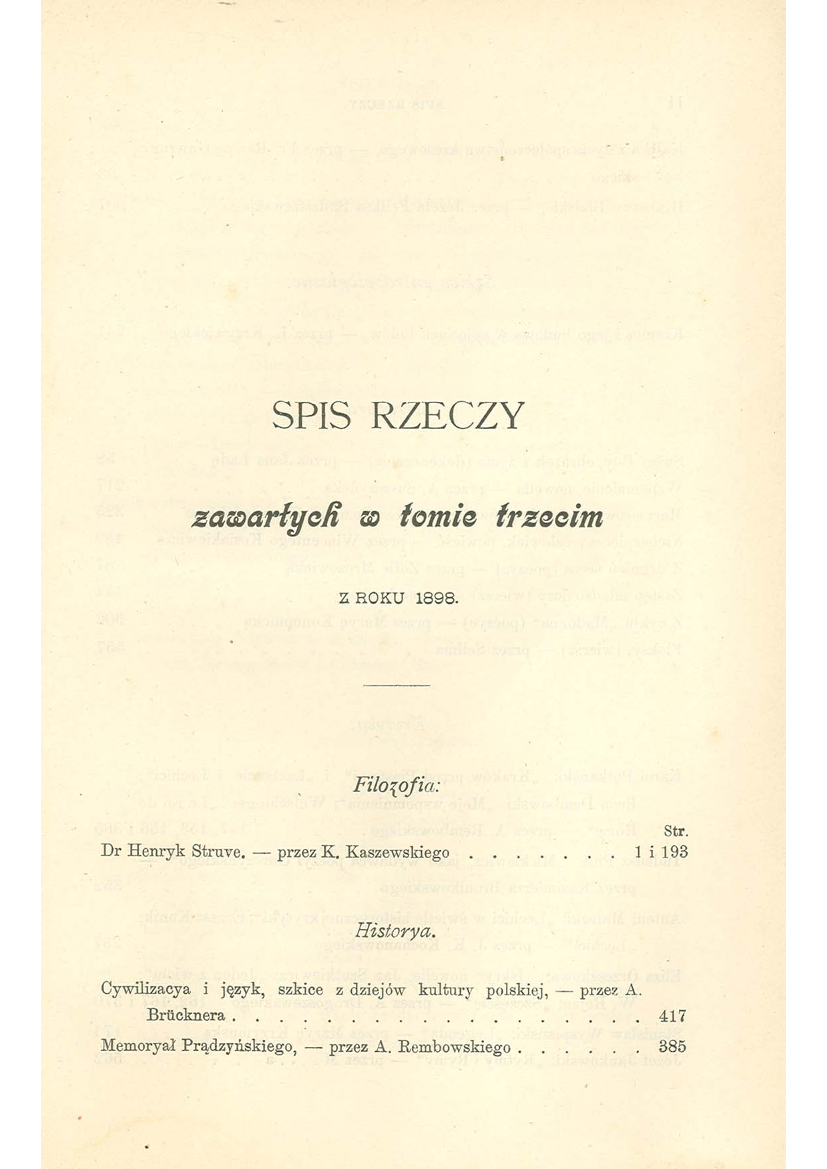 SPIS RZECZY
zawartych w tomie trzecim
Z ROKU 1898.
Filozofia:
Str.
Dr Henryk Struve. — przez K. Kaszewskiego . . . . . . . 1 i 193
Historya.
Cywilizacya i język, szkice z dziejów kultury polskiej, — przez A.
Brücknera . . . . . . . . . . . . . . . . . . 417
Memoryał Prądzyńskiego, — przez A. Rembowskiego . . . . . . 385